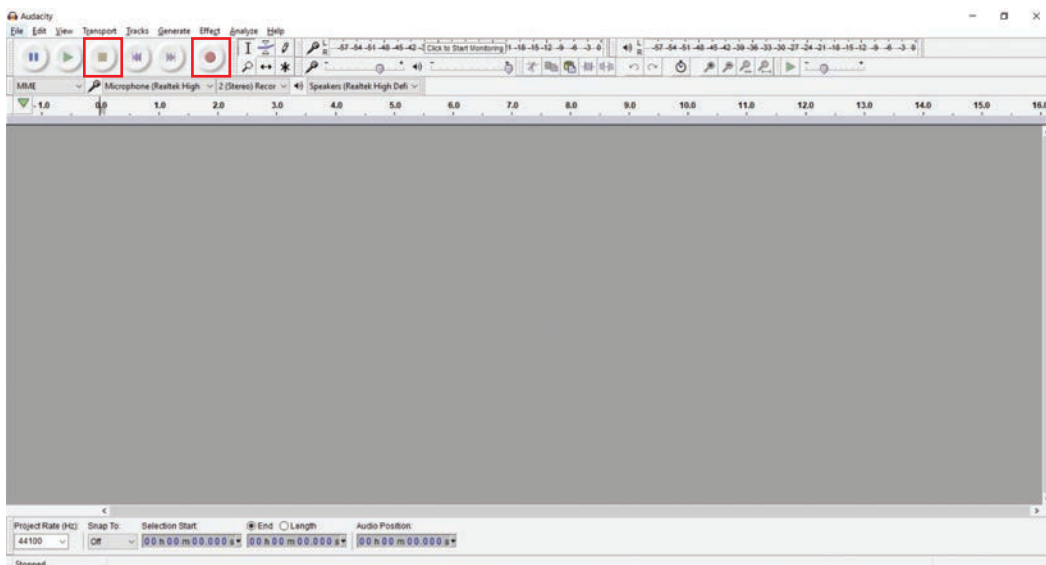 Audacity
File Edit View Transport Tracks Generate Effect Analyze Help
L -57 -54 -51 -48 -45 -42 Click to Start Monitoring -18 -15 -12 -9 -6 -3 0 L -57 -54 -51 -48 -45 -42 -39 -36 -33 -30 -27 -24 -21 -18 -15 -12 -9 -6 -3 0
R R
MME Microphone (Realtek High 2 (Stereo) Recor Speakers (Realtek High Defi
- 1.0 0.0 1.0 2.0 3.0 4.0 5.0 6.0 7.0 8.0 9.0 10.0 11.0 12.0 13.0 14.0 15.0 16.0
Project Rate (Hz): Snap To: Selection Start: End Length Audio Position:
44100 Off 00 h 00 m 00.000 s 00 h 00 m 00.000 s 00 h 00 m 00.000 s
Stopped.